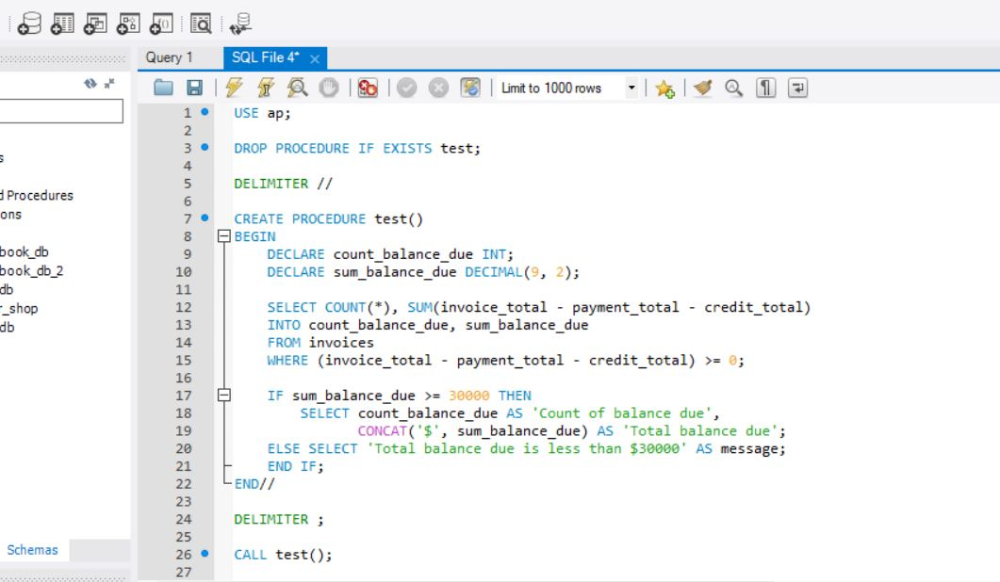 Query 1
SQL File 4*
Limit to 1000 rows
Procedures
book_db
book_db_2
db
_shop
db
Schemas
1 USE ap;
2
3 DROP PROCEDURE IF EXISTS test;
4
5 DELIMITER //
6
7 CREATE PROCEDURE test()
8 BEGIN
9 DECLARE count_balance_due INT;
10 DECLARE sum_balance_due DECIMAL(9, 2);
11
12 SELECT COUNT(*), SUM(invoice_total - payment_total - credit_total)
13 INTO count_balance_due, sum_balance_due
14 FROM invoices
15 WHERE (invoice_total - payment_total - credit_total) >= 0;
16
17 IF sum_balance_due >= 30000 THEN
18 SELECT count_balance_due AS 'Count of balance due',
19 CONCAT('$', sum_balance_due) AS 'Total balance due';
20 ELSE SELECT 'Total balance due is less than $30000' AS message;
21 END IF;
22 END//
23
24 DELIMITER ;
25
26 CALL test();
27